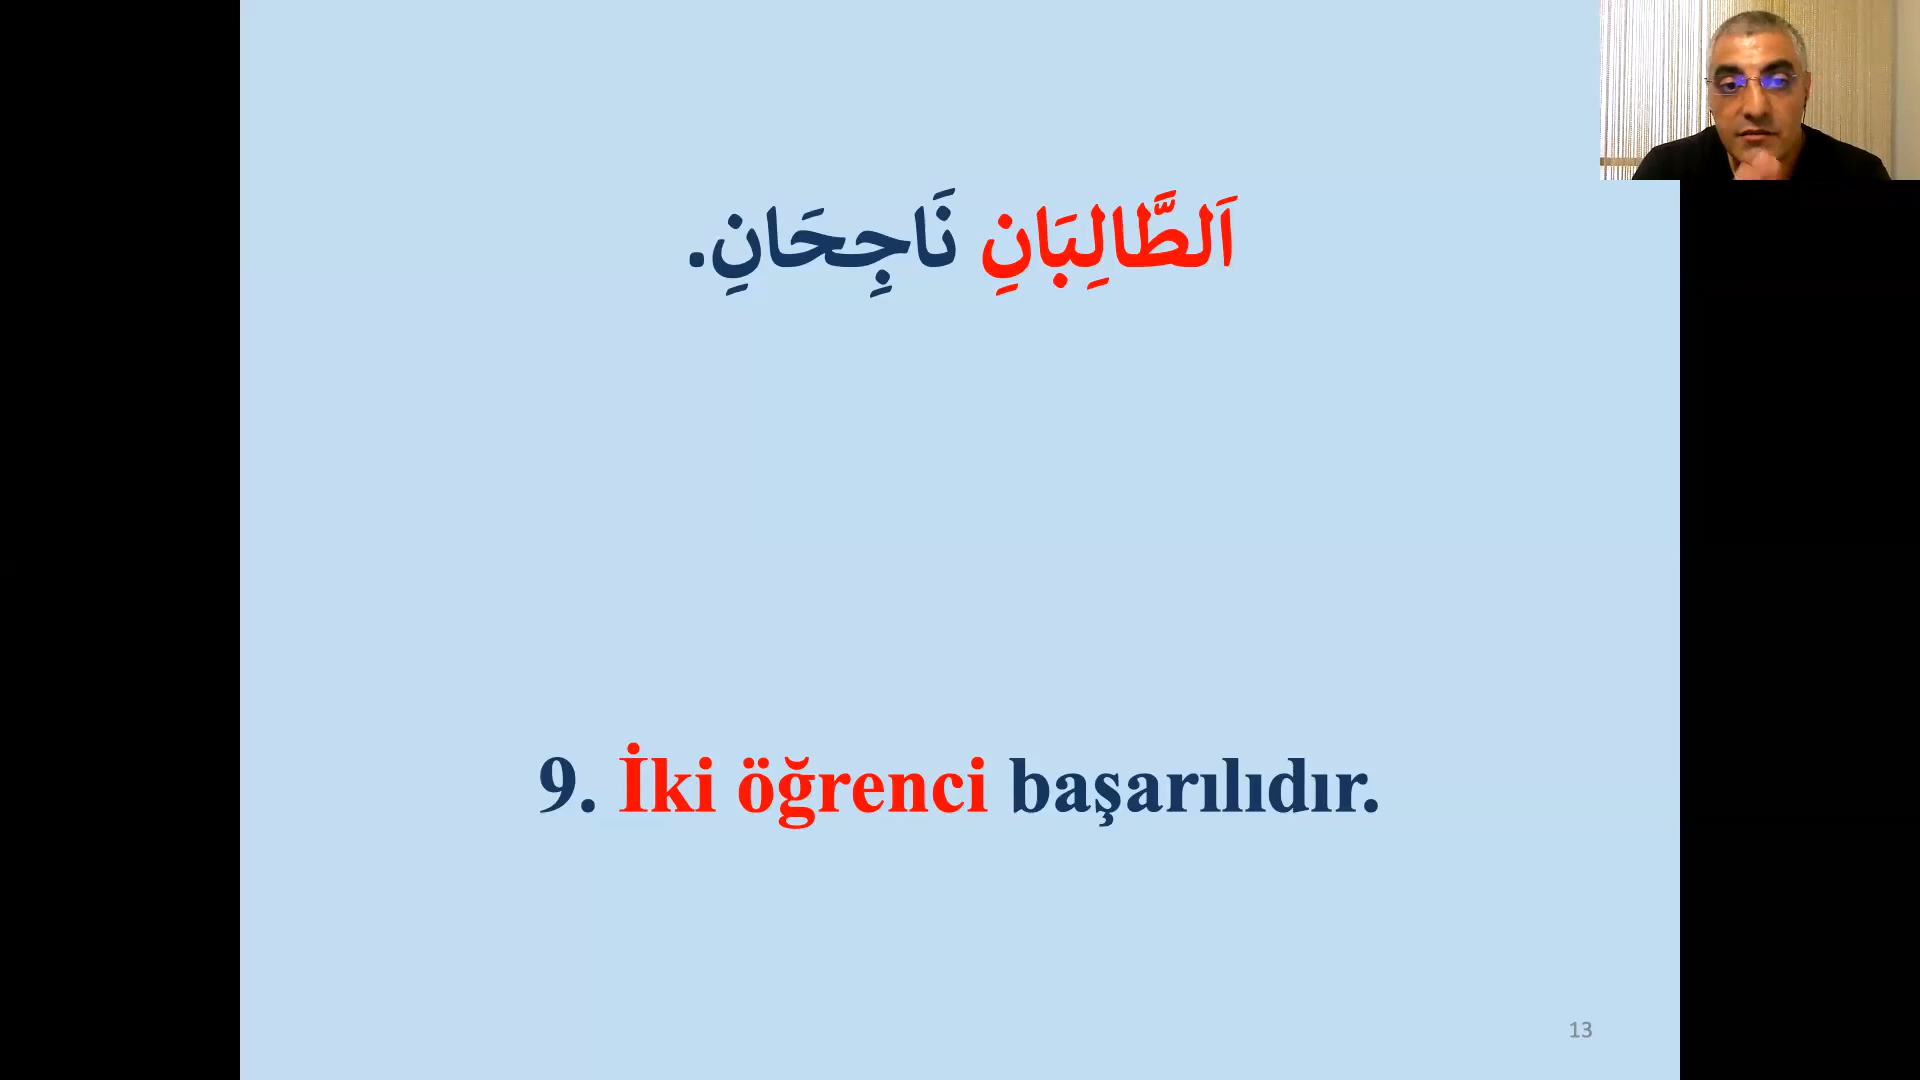 اَلطَّالِبَانِ نَاجِحَانِ.
9. İki öğrenci başarılıdır.
13